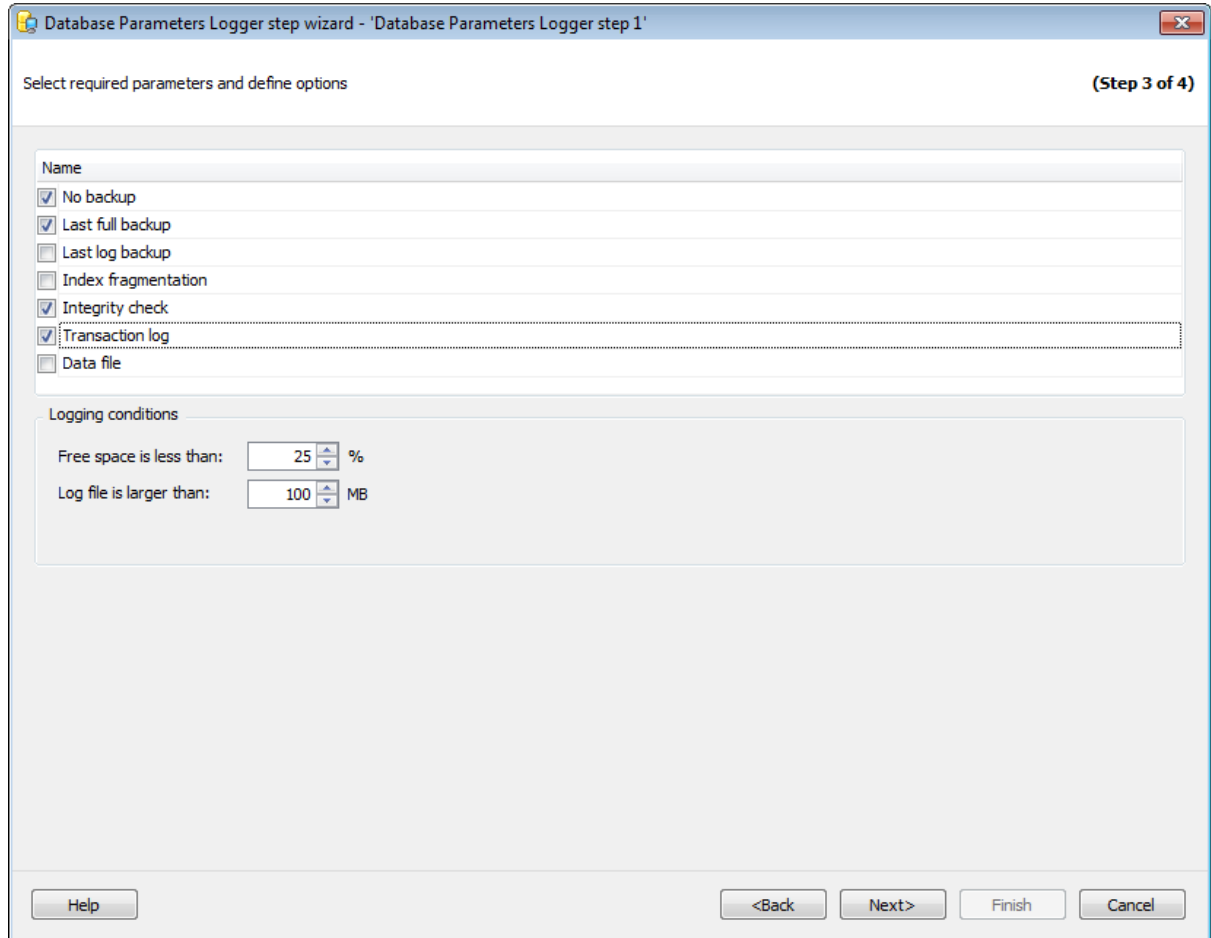 Database Parameters Logger step wizard - 'Database Parameters Logger step 1'
Select required parameters and define options
(Step 3 of 4)
Name
No backup
Last full backup
Last log backup
Index fragmentation
Integrity check
Transaction log
Data file
Logging conditions
Free space is less than: 25 %
Log file is larger than: 100 MB
Help <Back Next> Finish Cancel